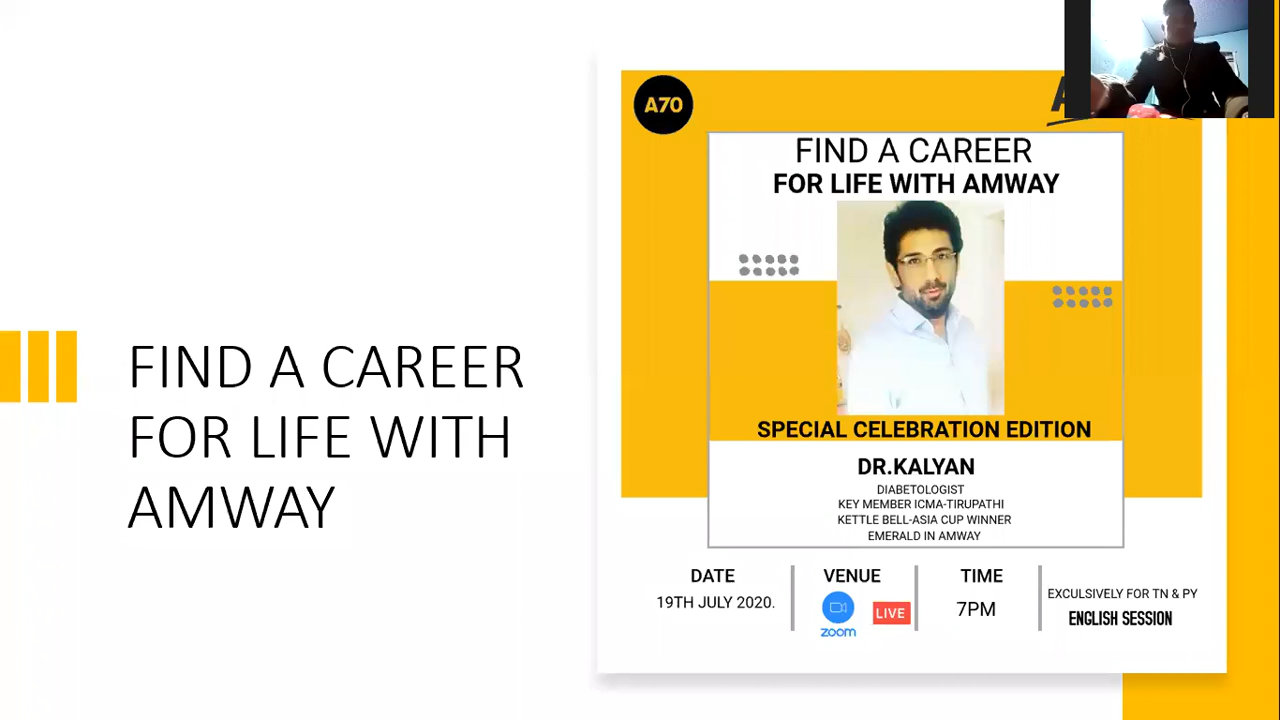 FIND A CAREER
FOR LIFE WITH
AMWAY
A70
FIND A CAREER
FOR LIFE WITH AMWAY
SPECIAL CELEBRATION EDITION
DR.KALYAN
DIABETOLOGIST
KEY MEMBER ICMA-TIRUPATHI
KETTLE BELL-ASIA CUP WINNER
EMERALD IN AMWAY
DATE
19TH JULY 2020.
VENUE
zoom
LIVE
TIME
7PM
EXCULSIVELY FOR TN & PY
ENGLISH SESSION